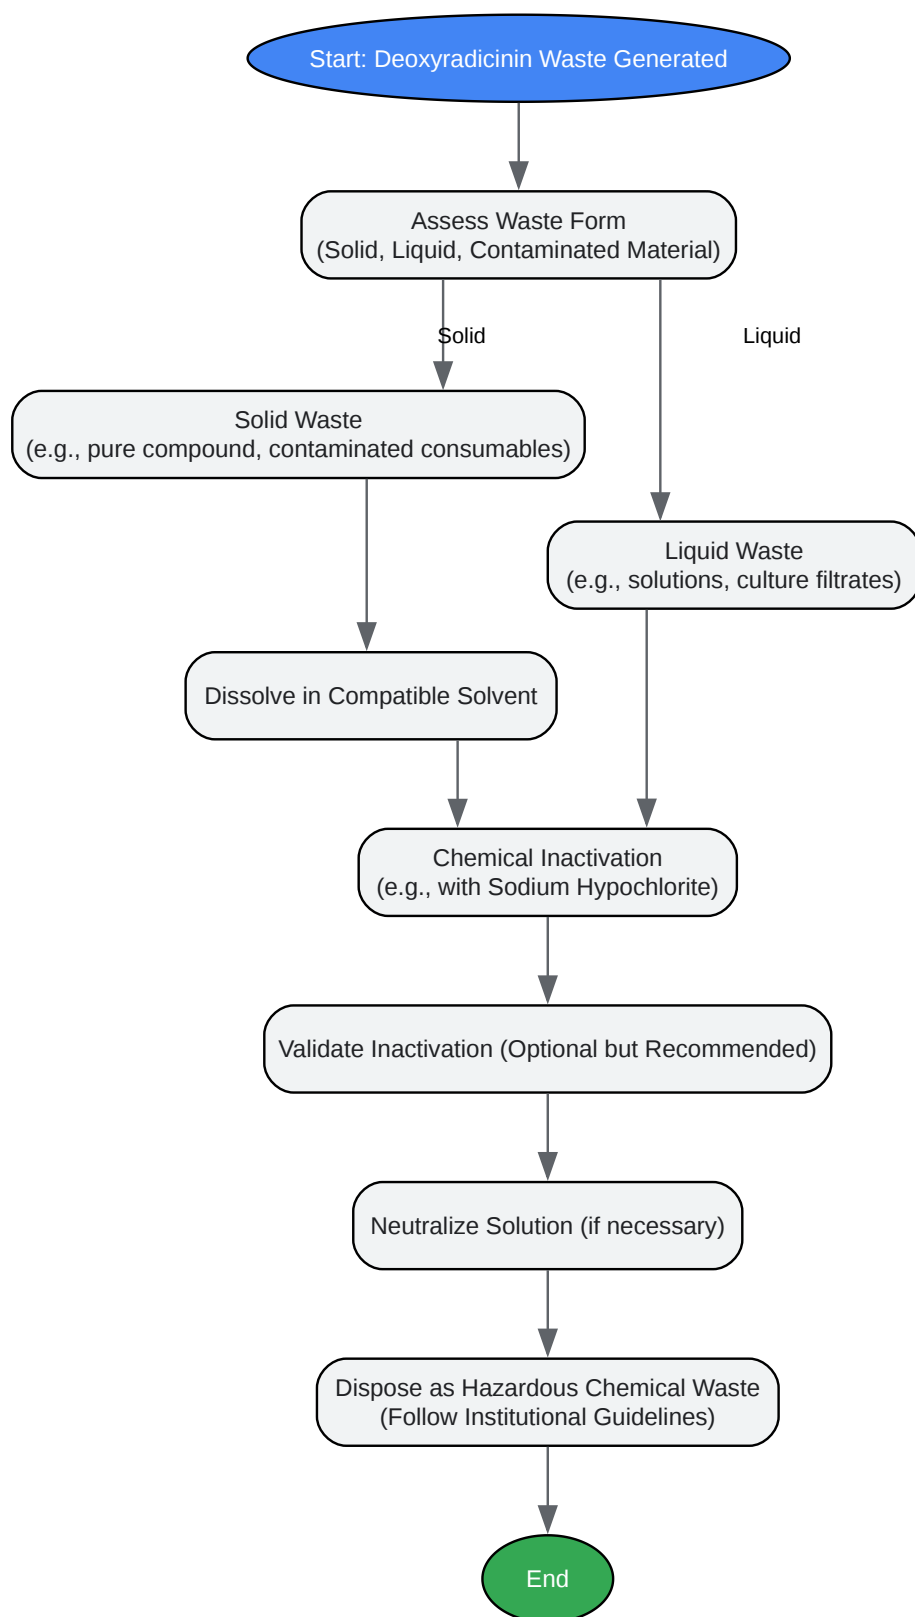 Start: Deoxyradicinin Waste Generated
Assess Waste Form
(Solid, Liquid, Contaminated Material)
Solid
Liquid
Solid Waste
(e.g., pure compound, contaminated consumables)
Liquid Waste
(e.g., solutions, culture filtrates)
Dissolve in Compatible Solvent
Chemical Inactivation
(e.g., with Sodium Hypochlorite)
Validate Inactivation (Optional but Recommended)
Neutralize Solution (if necessary)
Dispose as Hazardous Chemical Waste
(Follow Institutional Guidelines)
End